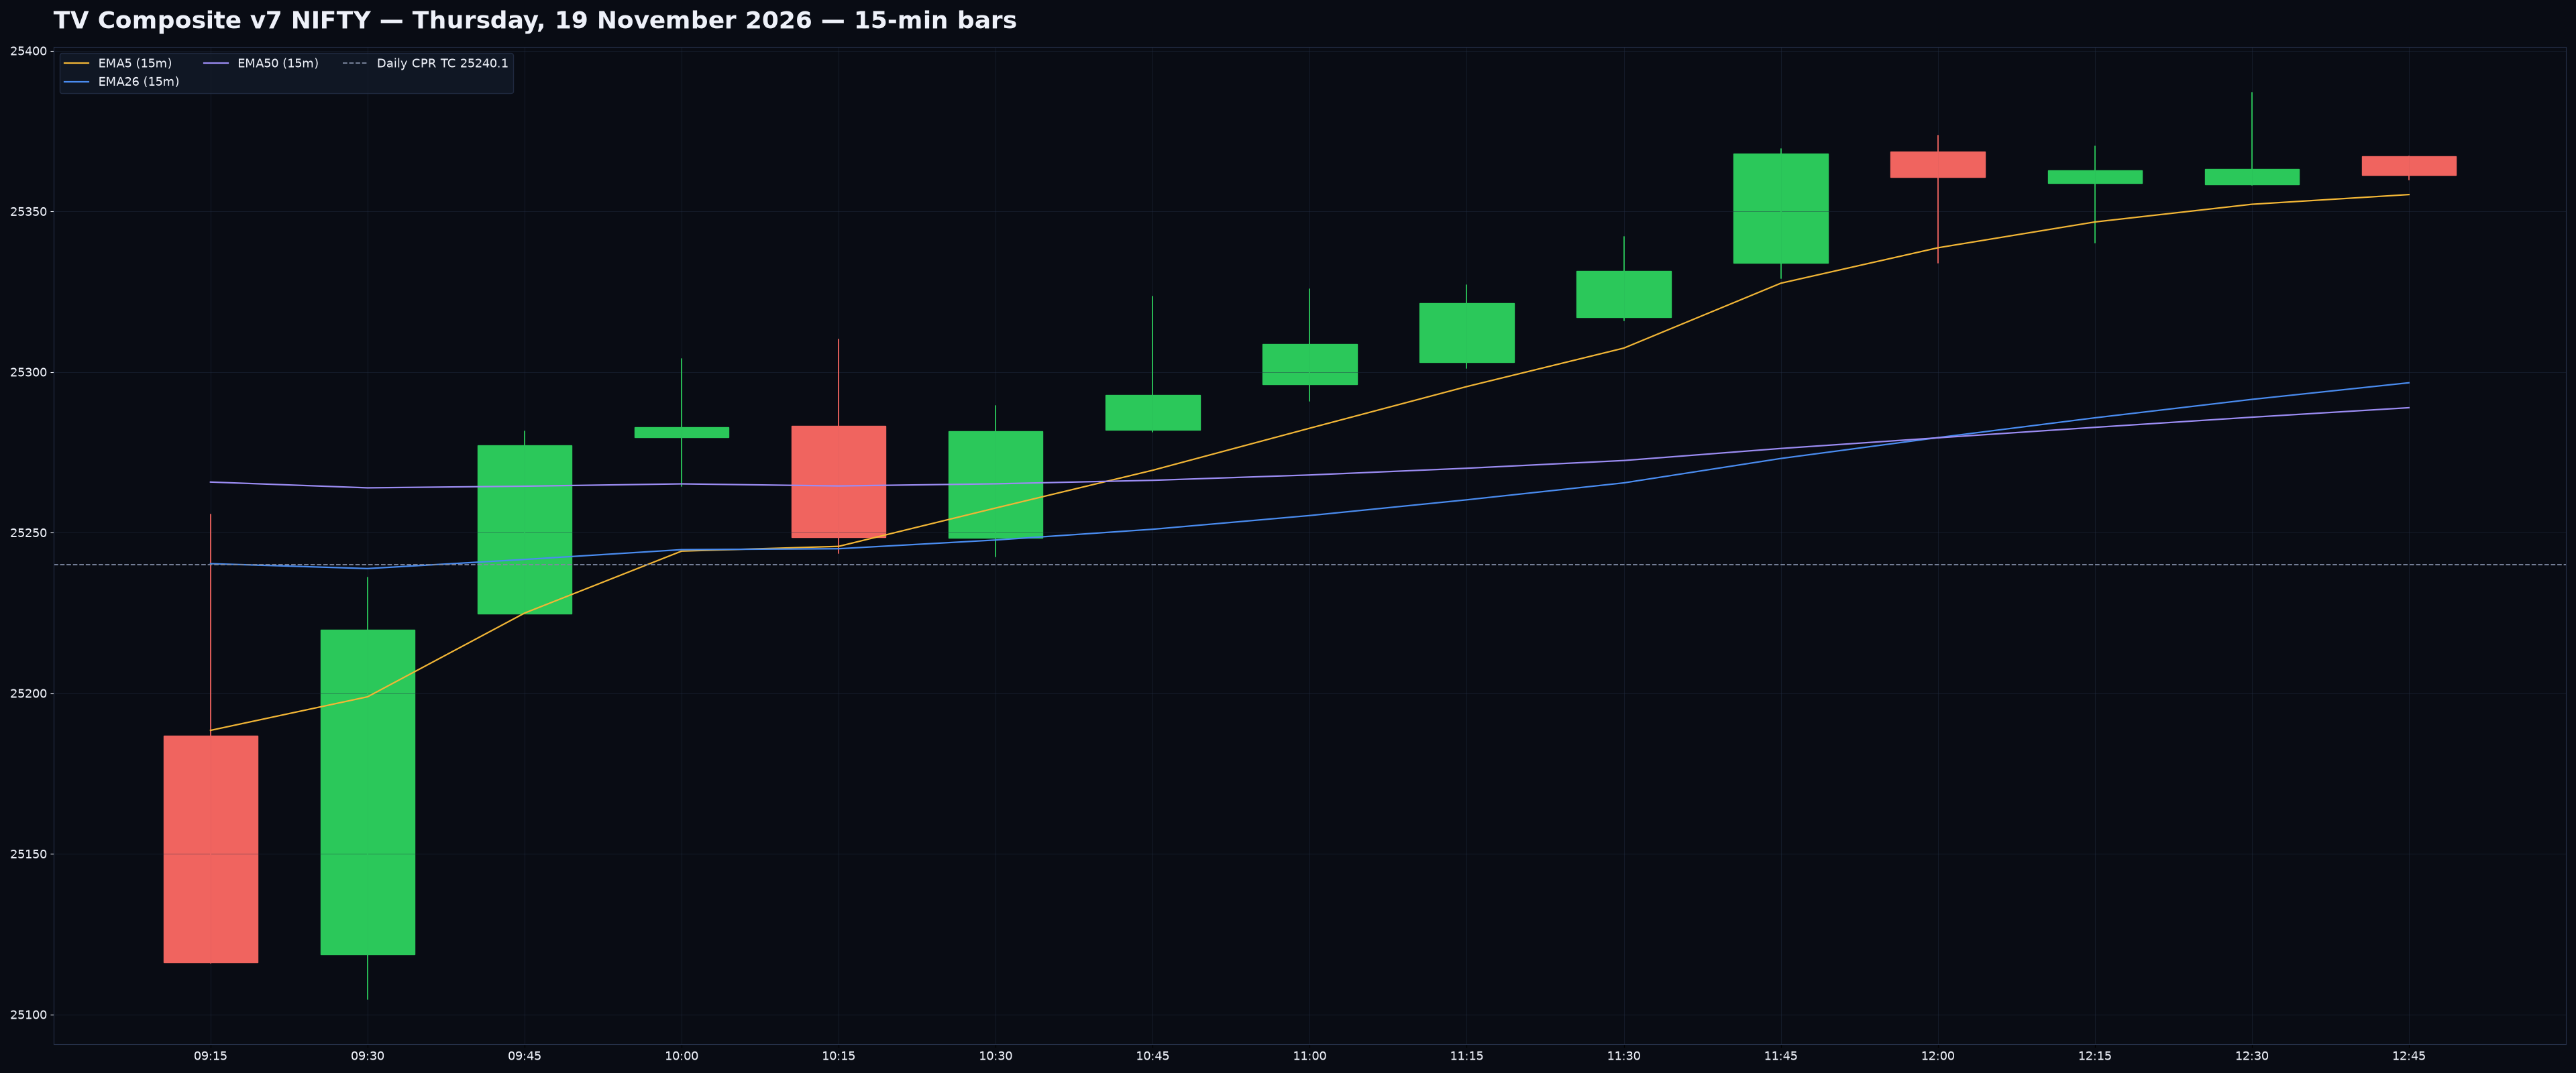 TV Composite v7 NIFTY — Thursday, 19 November 2026 — 15-min bars
EMA5 (15m) EMA50 (15m) Daily CPR TC 25240.1
EMA26 (15m)
25400
25350
25300
25250
25200
25150
25100
09:15 09:30 09:45 10:00 10:15 10:30 10:45 11:00 11:15 11:30 11:45 12:00 12:15 12:30 12:45